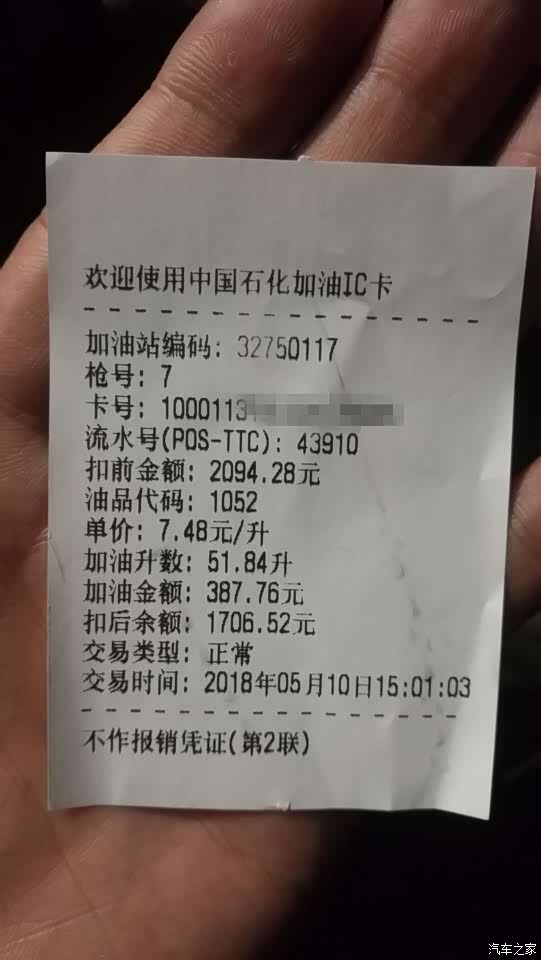 欢迎使用中国石化加油IC卡
加油站编码: 32750117
枪号: 7
卡号: 1000113
流水号(POS-TTC): 43910
扣前金额: 2094.28元
油品代码: 1052
单价: 7.48元/升
加油升数: 51.84升
加油金额: 387.76元
扣后余额: 1706.52元
交易类型: 正常
交易时间: 2018年05月10日15:01:03
不作报销凭证(第2联)
汽车之家